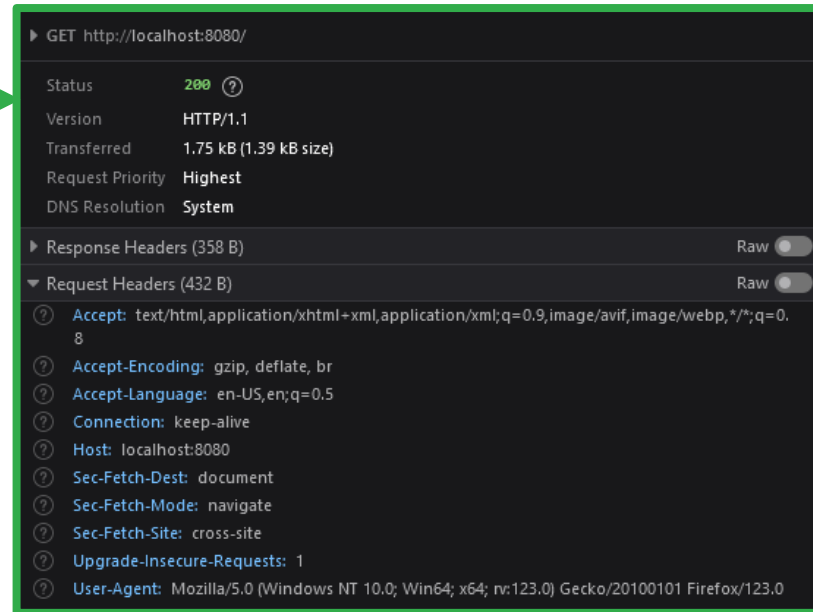 GET http://localhost:8080/
Status 200 ?
Version HTTP/1.1
Transferred 1.75 kB (1.39 kB size)
Request Priority Highest
DNS Resolution System
Response Headers (358 B) Raw
Request Headers (432 B) Raw
? Accept: text/html,application/xhtml+xml,application/xml;q=0.9,image/avif,image/webp,*/*;q=0.
8
? Accept-Encoding: gzip, deflate, br
? Accept-Language: en-US,en;q=0.5
? Connection: keep-alive
? Host: localhost:8080
? Sec-Fetch-Dest: document
? Sec-Fetch-Mode: navigate
? Sec-Fetch-Site: cross-site
? Upgrade-Insecure-Requests: 1
? User-Agent: Mozilla/5.0 (Windows NT 10.0; Win64; x64; rv:123.0) Gecko/20100101 Firefox/123.0